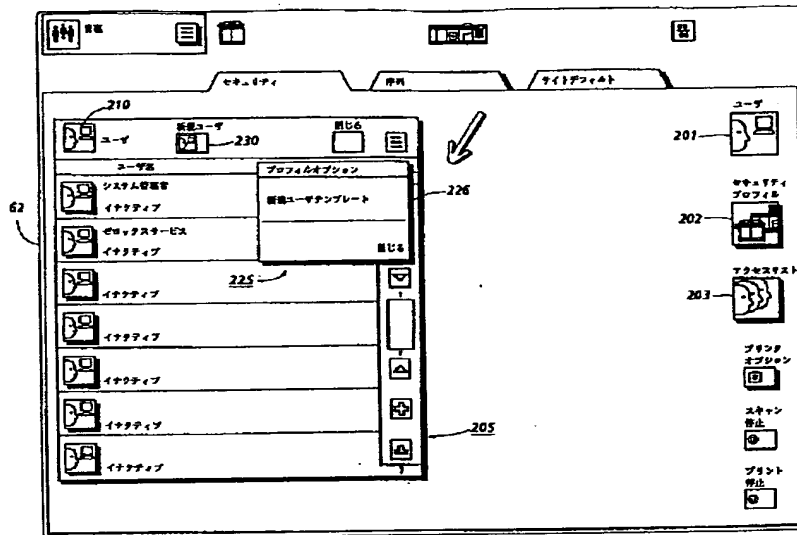 管理
セキュリティ
序列
サイトデフォルト
210
ユーザ
新規ユーザ
230
閉じる
ユーザ名
プロフィルオプション
新規ユーザテンプレート
閉じる
226
225
システム管理者
イナクティブ
ゼロックスサービス
イナクティブ
イナクティブ
イナクティブ
イナクティブ
イナクティブ
イナクティブ
62
205
ユーザ
201
セキュリティ
プロフィル
202
アクセスリスト
203
プリンタ
オプション
スキャン
停止
プリント
停止